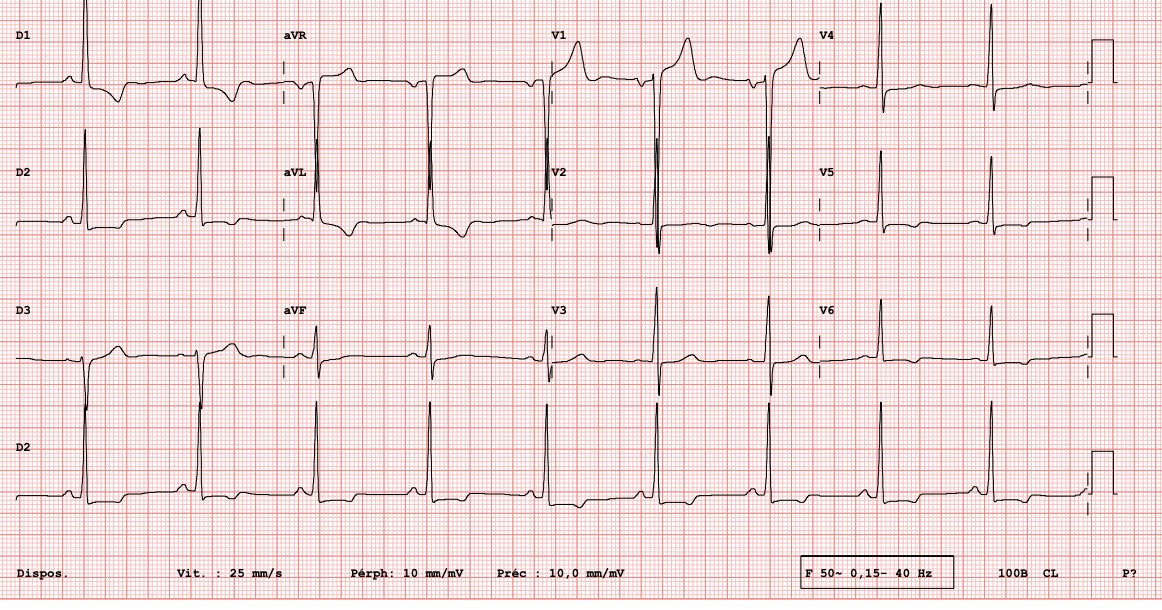 D1 aVR V1 V4
D2 aVL V2 V5
D3 aVF V3 V6
D2
Dispos. Vit. : 25 mm/s Pérph: 10 mm/mV Préc : 10,0 mm/mV F 50~ 0,15- 40 Hz 100B CL P?